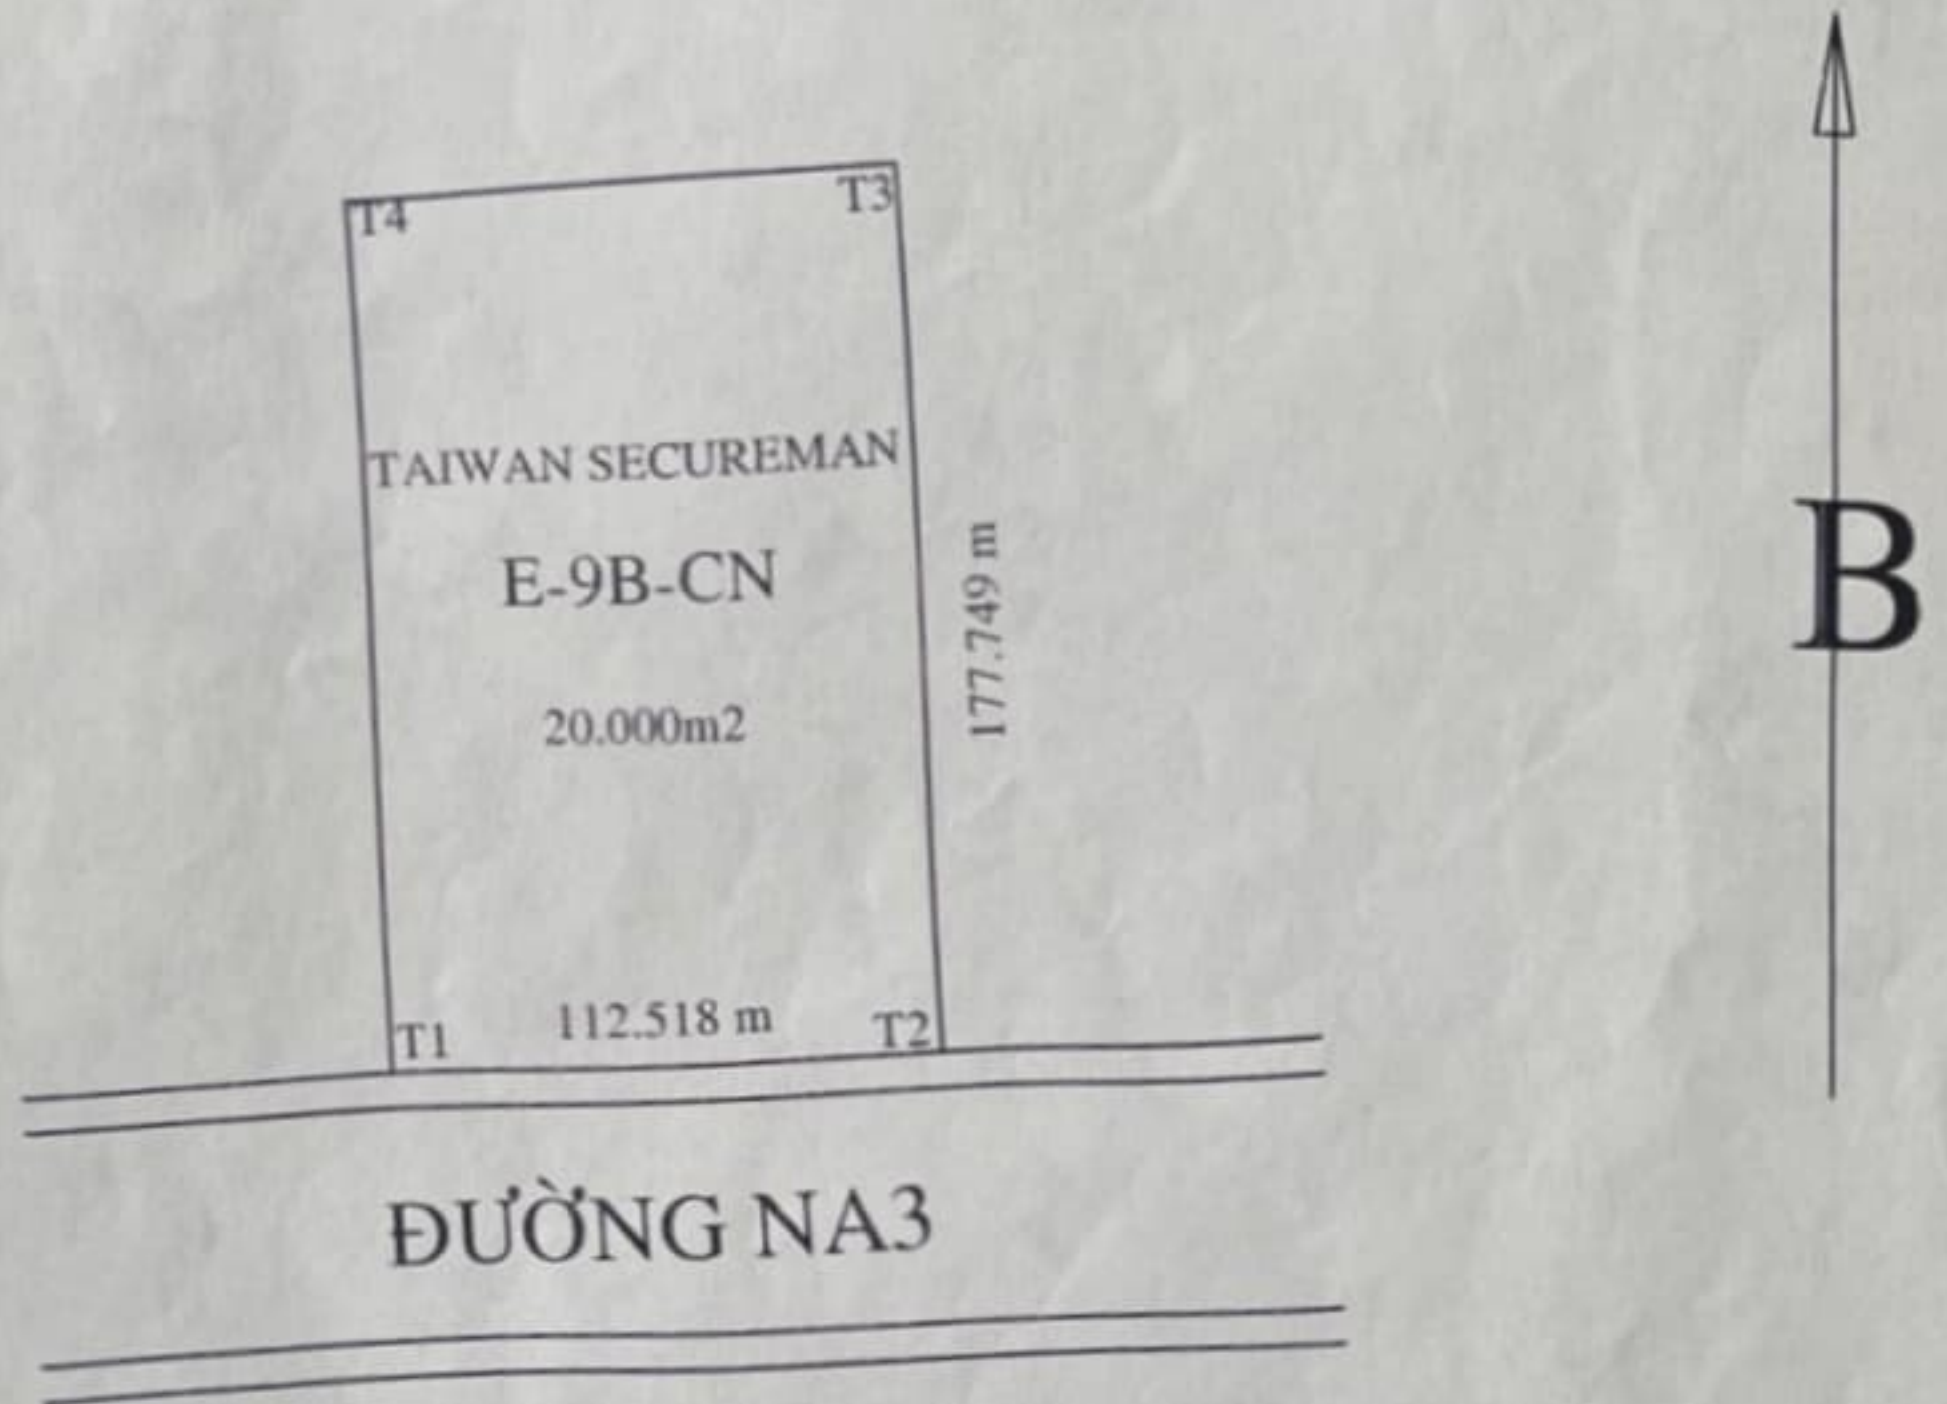 T4
T3
TAIWAN SECUREMAN
E-9B-CN
177.749 m
20.000m2
B
T1
112.518 m
T2
ĐƯỜNG NA3